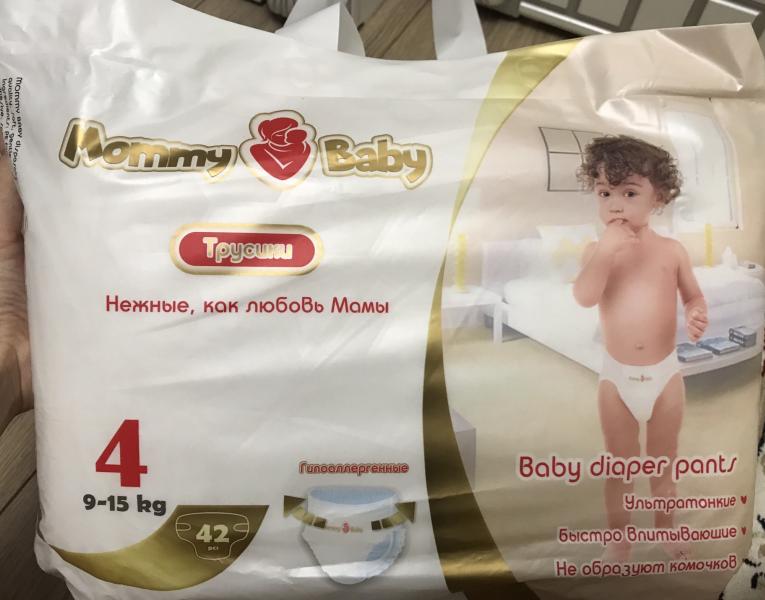 Mommy Baby
Трусики
Нежные, как любовь Мамы
4
9-15 kg
42
pcs
Гипоаллергенные
Baby diaper pants
Ультратонкие
Быстро впитывающие
Не образуют комочков